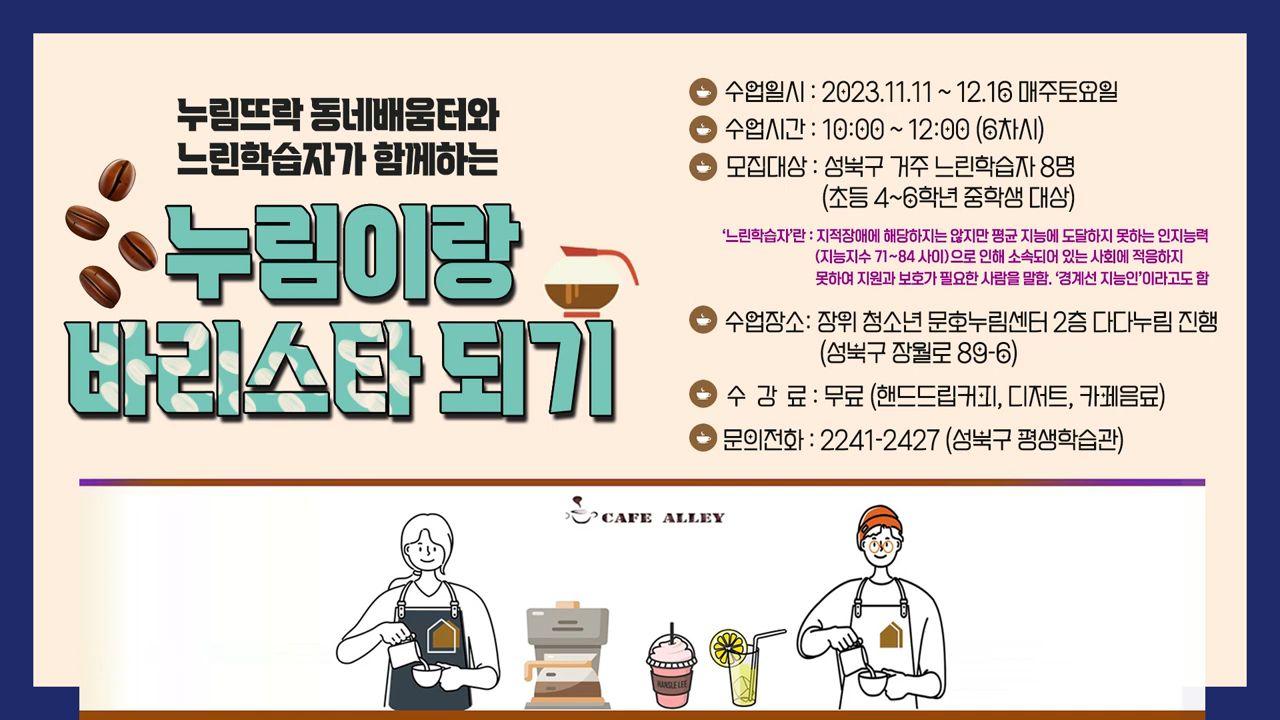 누림뜨락 동네배움터와
느린학습자가 함께하는
누림이랑
바리스타 되기
수업일시 : 2023.11.11 ~ 12.16 매주토요일
수업시간 : 10:00 ~ 12:00 (6차시)
모집대상 : 성북구 거주 느린학습자 8명
(초등 4~6학년 중학생 대상)
‘느린학습자’란 : 지적장애에 해당하지는 않지만 평균 지능에 도달하지 못하는 인지능력
(지능지수 71~84 사이)으로 인해 소속되어 있는 사회에 적응하지
못하여 지원과 보호가 필요한 사람을 말함. ‘경계선 지능인’이라고도 함
수업장소: 장위 청소년 문화누림센터 2층 다다누림 진행
(성북구 장월로 89-6)
수 강 료 : 무료 (핸드드립커피, 디저트, 카페음료)
문의전화 : 2241-2427 (성북구 평생학습관)
CAFE ALLEY
HANGLE LEE